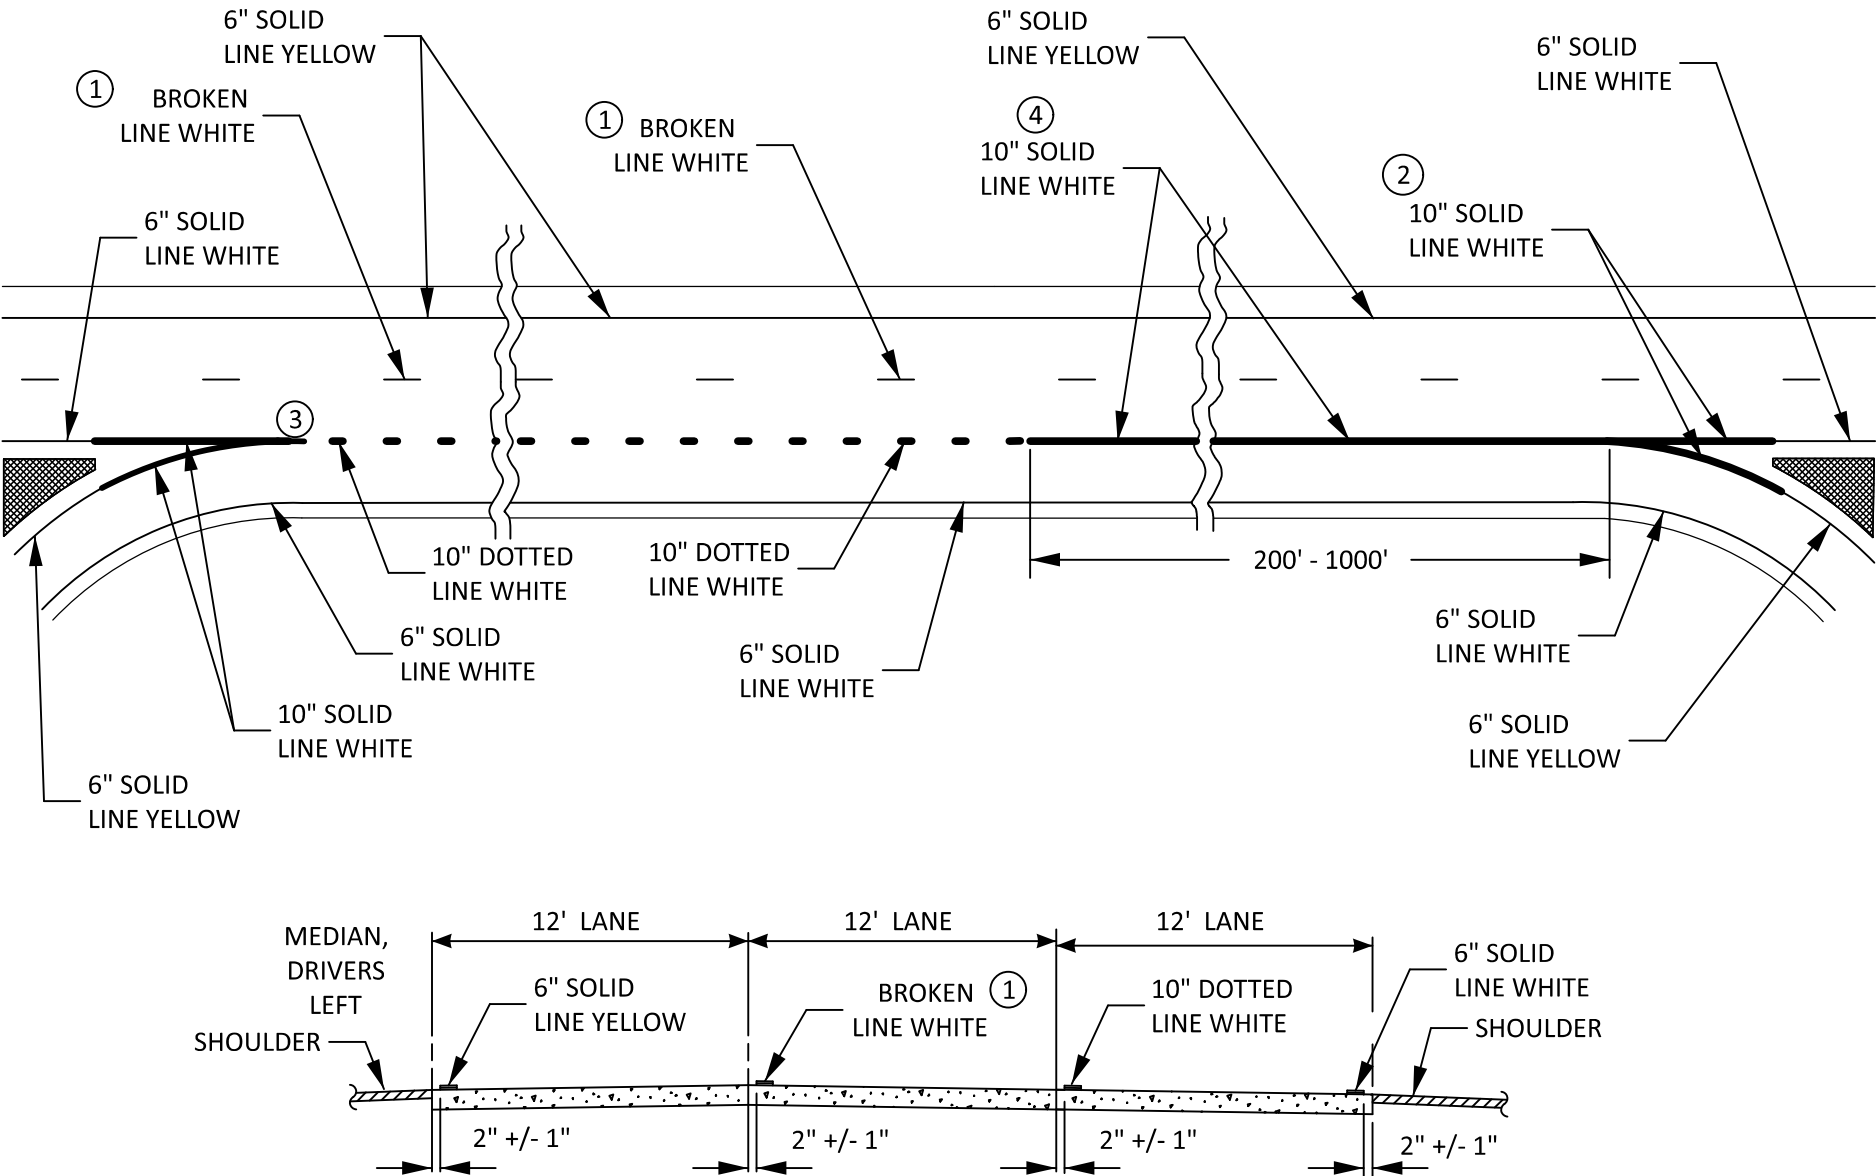 6" SOLID
LINE YELLOW
6" SOLID
LINE YELLOW
6" SOLID
LINE WHITE
1
BROKEN
LINE WHITE
1
BROKEN
LINE WHITE
4
10" SOLID
LINE WHITE
2
10" SOLID
LINE WHITE
6" SOLID
LINE WHITE
3
10" DOTTED
LINE WHITE
10" DOTTED
LINE WHITE
200' - 1000'
6" SOLID
LINE WHITE
6" SOLID
LINE WHITE
6" SOLID
LINE WHITE
10" SOLID
LINE WHITE
6" SOLID
LINE YELLOW
6" SOLID
LINE YELLOW
12' LANE
12' LANE
12' LANE
MEDIAN,
DRIVERS
LEFT
SHOULDER
6" SOLID
LINE YELLOW
BROKEN 1
LINE WHITE
10" DOTTED
LINE WHITE
6" SOLID
LINE WHITE
SHOULDER
2" +/- 1"
2" +/- 1"
2" +/- 1"
2" +/- 1"